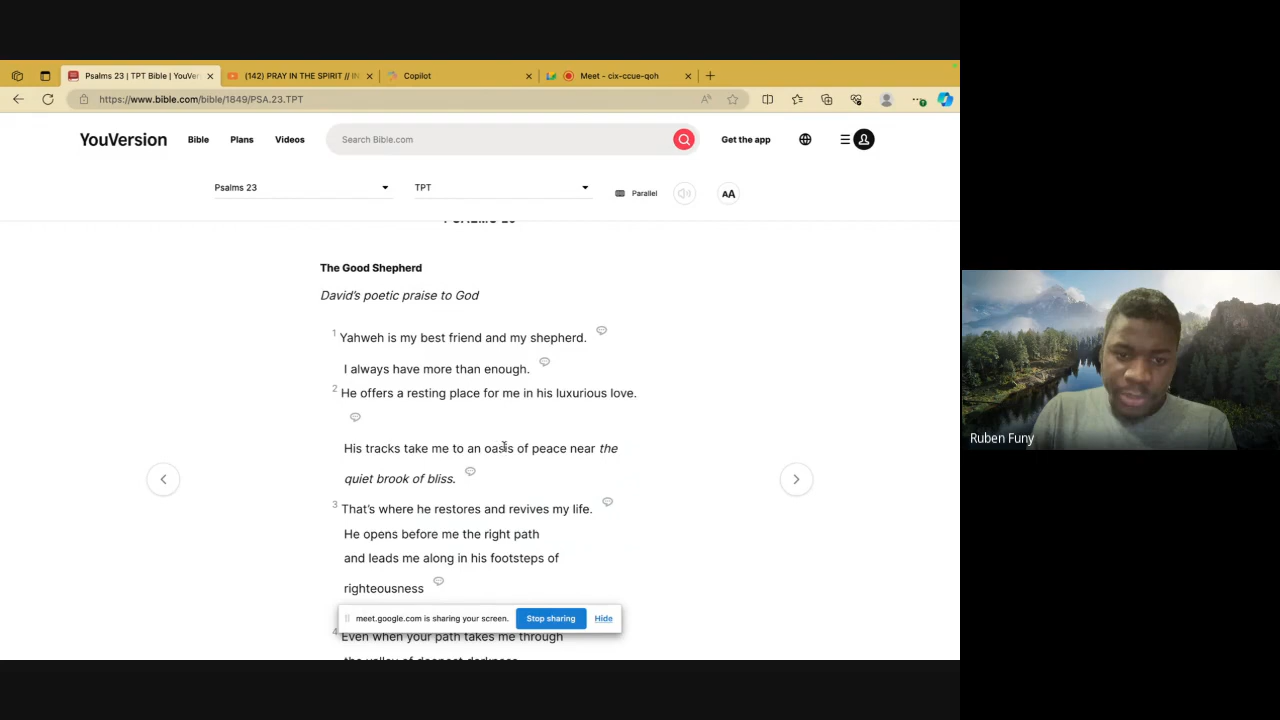 Psalms 23 | TPT Bible | YouVer
(142) PRAY IN THE SPIRIT // IN
Copilot
Meet - cix-ccue-qoh
https://www.bible.com/bible/1849/PSA.23.TPT
YouVersion Bible Plans Videos Search Bible.com Get the app
Psalms 23 TPT Parallel AA
The Good Shepherd
David's poetic praise to God
1 Yahweh is my best friend and my shepherd.
I always have more than enough.
2 He offers a resting place for me in his luxurious love.
His tracks take me to an oasis of peace near the
quiet brook of bliss.
3 That's where he restores and revives my life.
He opens before me the right path
and leads me along in his footsteps of
righteousness
meet.google.com is sharing your screen. Stop sharing Hide
4 Even when your path takes me through
the valley of deepest darkness
Ruben Funy